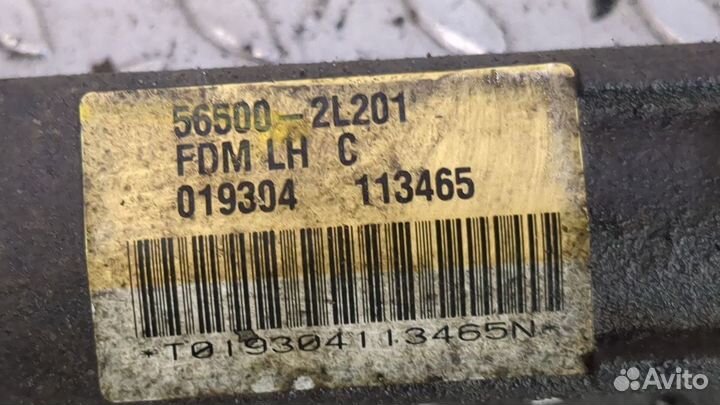 56500-2L201
FDM LH C
019304 113465
*T019304113465N*
Avito